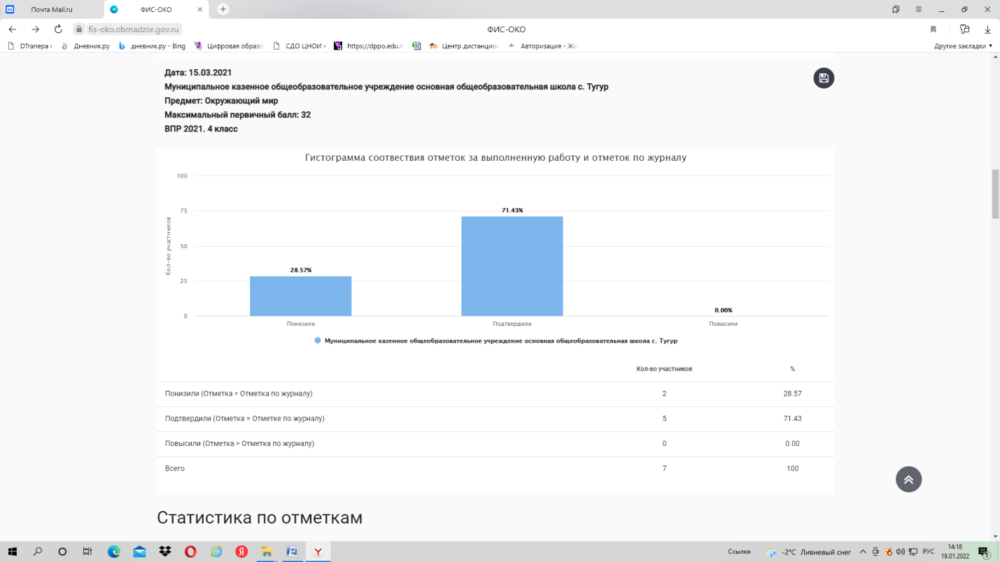 Почта Mail.ru
ФИС-ОКО
fis-oko.obrnadzor.gov.ru
ФИС-ОКО
DTranepa
Дневник.ру
дневник.ру - Bing
Цифровая образо
СДО ЦНОИ
https://dppo.edu.ru
Центр дистанцион
Авторизация - Жи
Другие закладки
Дата: 15.03.2021
Муниципальное казенное общеобразовательное учреждение основная общеобразовательная школа с. Тугур
Предмет: Окружающий мир
Максимальный первичный балл: 32
ВПР 2021. 4 класс
Гистограмма соотвествия отметок за выполненную работу и отметок по журналу
100
75
50
25
0
Кол-во участников
28.57%
71.43%
0.00%
Понизили
Подтвердили
Повысили
Муниципальное казенное общеобразовательное учреждение основная общеобразовательная школа с. Тугур
Кол-во участников %
Понизили (Отметка < Отметка по журналу) 2 28.57
Подтвердили (Отметка = Отметке по журналу) 5 71.43
Повысили (Отметка > Отметка по журналу) 0 0.00
Всего 7 100
Статистика по отметкам
Ссылки
-2°C Ливневый снег
РУС
14:18
18.01.2022